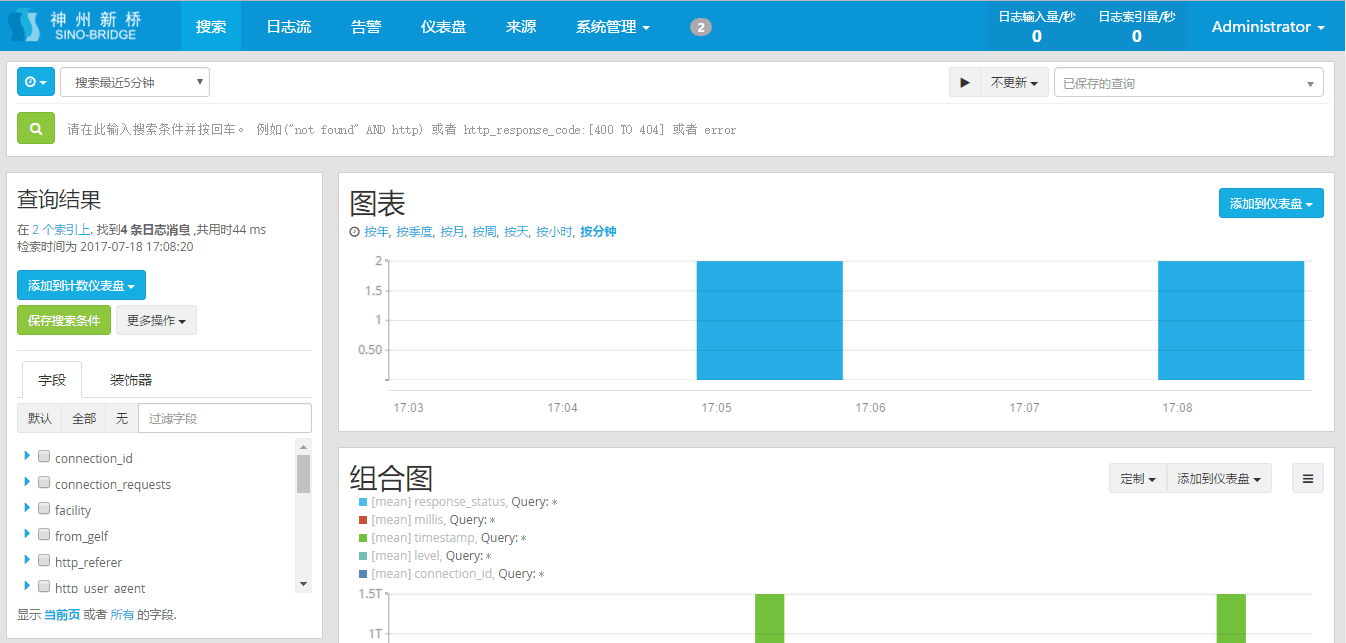 神州新桥
SINO-BRIDGE
搜索 日志流 告警 仪表盘 来源 系统管理 2
日志输入量/秒
0
日志索引量/秒
0
Administrator
搜索最近5分钟
不更新 已保存的查询
请在此输入搜索条件并按回车。 例如("not found" AND http) 或者 http_response_code:[400 TO 404] 或者 error
查询结果
在 2 个索引上. 找到4 条日志消息 ,共用时44 ms
检索时间为 2017-07-18 17:08:20
添加到计数仪表盘
保存搜索条件 更多操作
字段 装饰器
默认 全部 无 过滤字段
connection_id
connection_requests
facility
from_gelf
http_referer
http_user_agent
显示 当前页 或者 所有 的字段.
图表
添加到仪表盘
按年, 按季度, 按月, 按周, 按天, 按小时, 按分钟
2
1.5
1
0.50
17:03 17:04 17:05 17:06 17:07 17:08
组合图
定制 添加到仪表盘
[mean] response_status, Query: *
[mean] millis, Query: *
[mean] timestamp, Query: *
[mean] level, Query: *
[mean] connection_id, Query: *
1.5T
1T